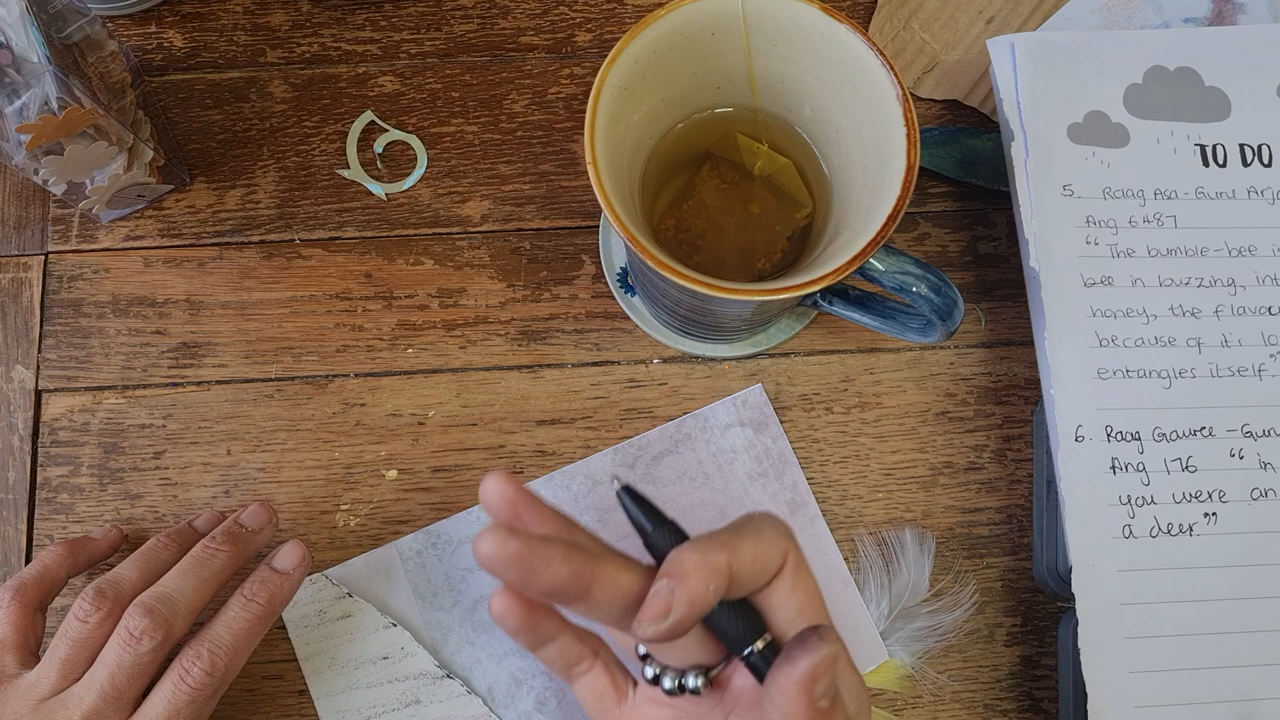 TO DO
5. Raag Asa - Guru Arj
Ang 6487
“The bumble-bee i
bee in buzzing, int
honey, the flavo
because of it's lo
entangles itself.”
6. Raag Gauree - Gur
Ang 176 “in
you were an
a deer.”